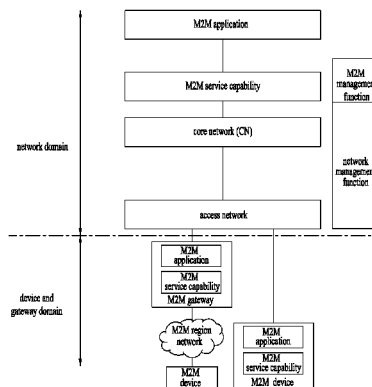 M2M application
M2M service capability
core network (CN)
access network
M2M
management
function
network
management
function
network domain
device and
gateway domain
M2M
application
M2M
service capability
M2M gateway
M2M region
network
M2M
device
M2M
application
M2M
service capability
M2M device